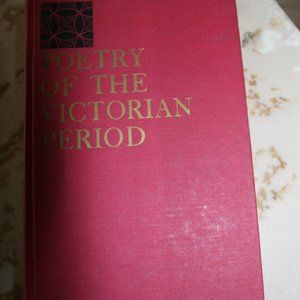 POETRY
OF THE
VICTORIAN
PERIOD